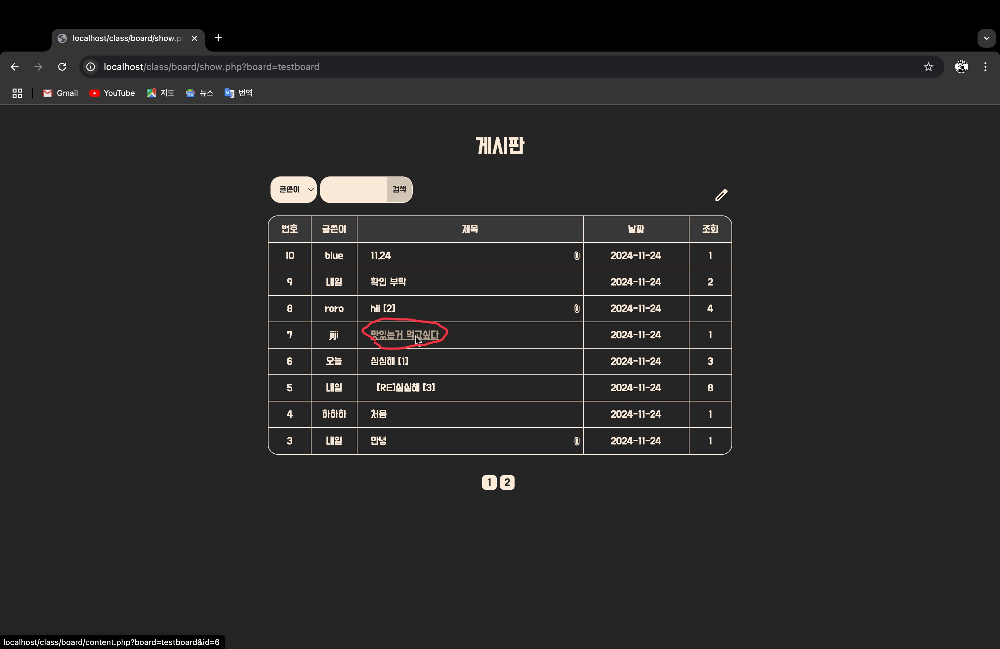 localhost/class/board/show.p
localhost/class/board/show.php?board=testboard
Gmail YouTube 지도 뉴스 번역
게시판
글쓴이 검색
번호 글쓴이 제목 날짜 조회
10 blue 11.24 2024-11-24 1
9 내일 확인 부탁 2024-11-24 2
8 roro hii [2] 2024-11-24 4
7 jiji 맛있는거 먹고싶다 2024-11-24 1
6 오늘 심심해 [1] 2024-11-24 3
5 내일 [RE]심심해 [3] 2024-11-24 8
4 하하하 처음 2024-11-24 1
3 내일 안녕 2024-11-24 1
1 2
localhost/class/board/content.php?board=testboard&id=6